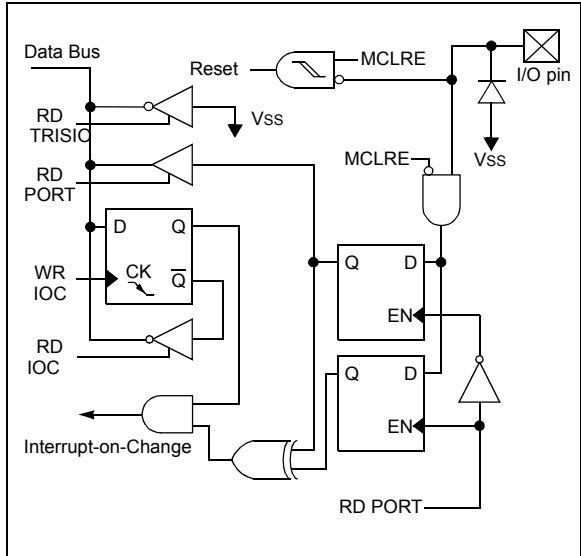 Data Bus
MCLRE
Reset
I/O pin
RD
TRISIO
VSS
VSS
RD
PORT
MCLRE
D Q
WR
IOC
CK
Q
Q D
EN
RD
IOC
Q D
EN
Interrupt-on-Change
RD PORT